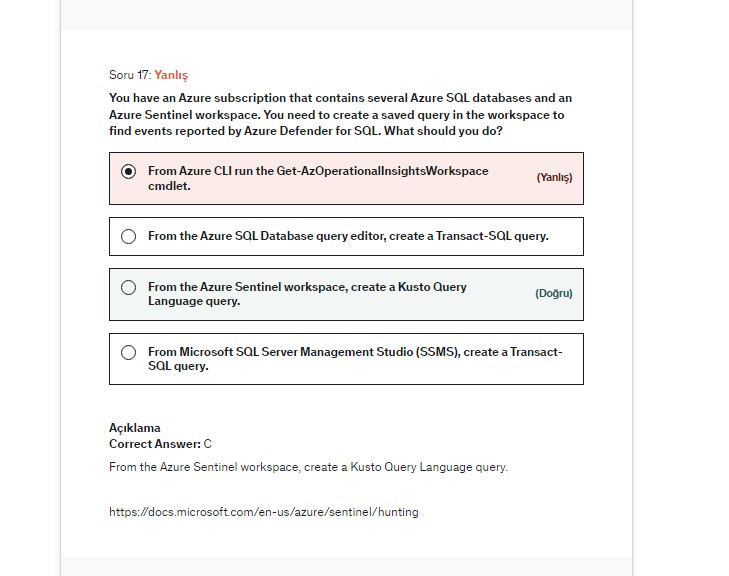 Soru 17: Yanlış
You have an Azure subscription that contains several Azure SQL databases and an
Azure Sentinel workspace. You need to create a saved query in the workspace to
find events reported by Azure Defender for SQL. What should you do?
From Azure CLI run the Get-AzOperationalInsightsWorkspace
cmdlet.
(Yanlış)
From the Azure SQL Database query editor, create a Transact-SQL query.
From the Azure Sentinel workspace, create a Kusto Query
Language query.
(Doğru)
From Microsoft SQL Server Management Studio (SSMS), create a Transact-
SQL query.
Açıklama
Correct Answer: C
From the Azure Sentinel workspace, create a Kusto Query Language query.
https://docs.microsoft.com/en-us/azure/sentinel/hunting